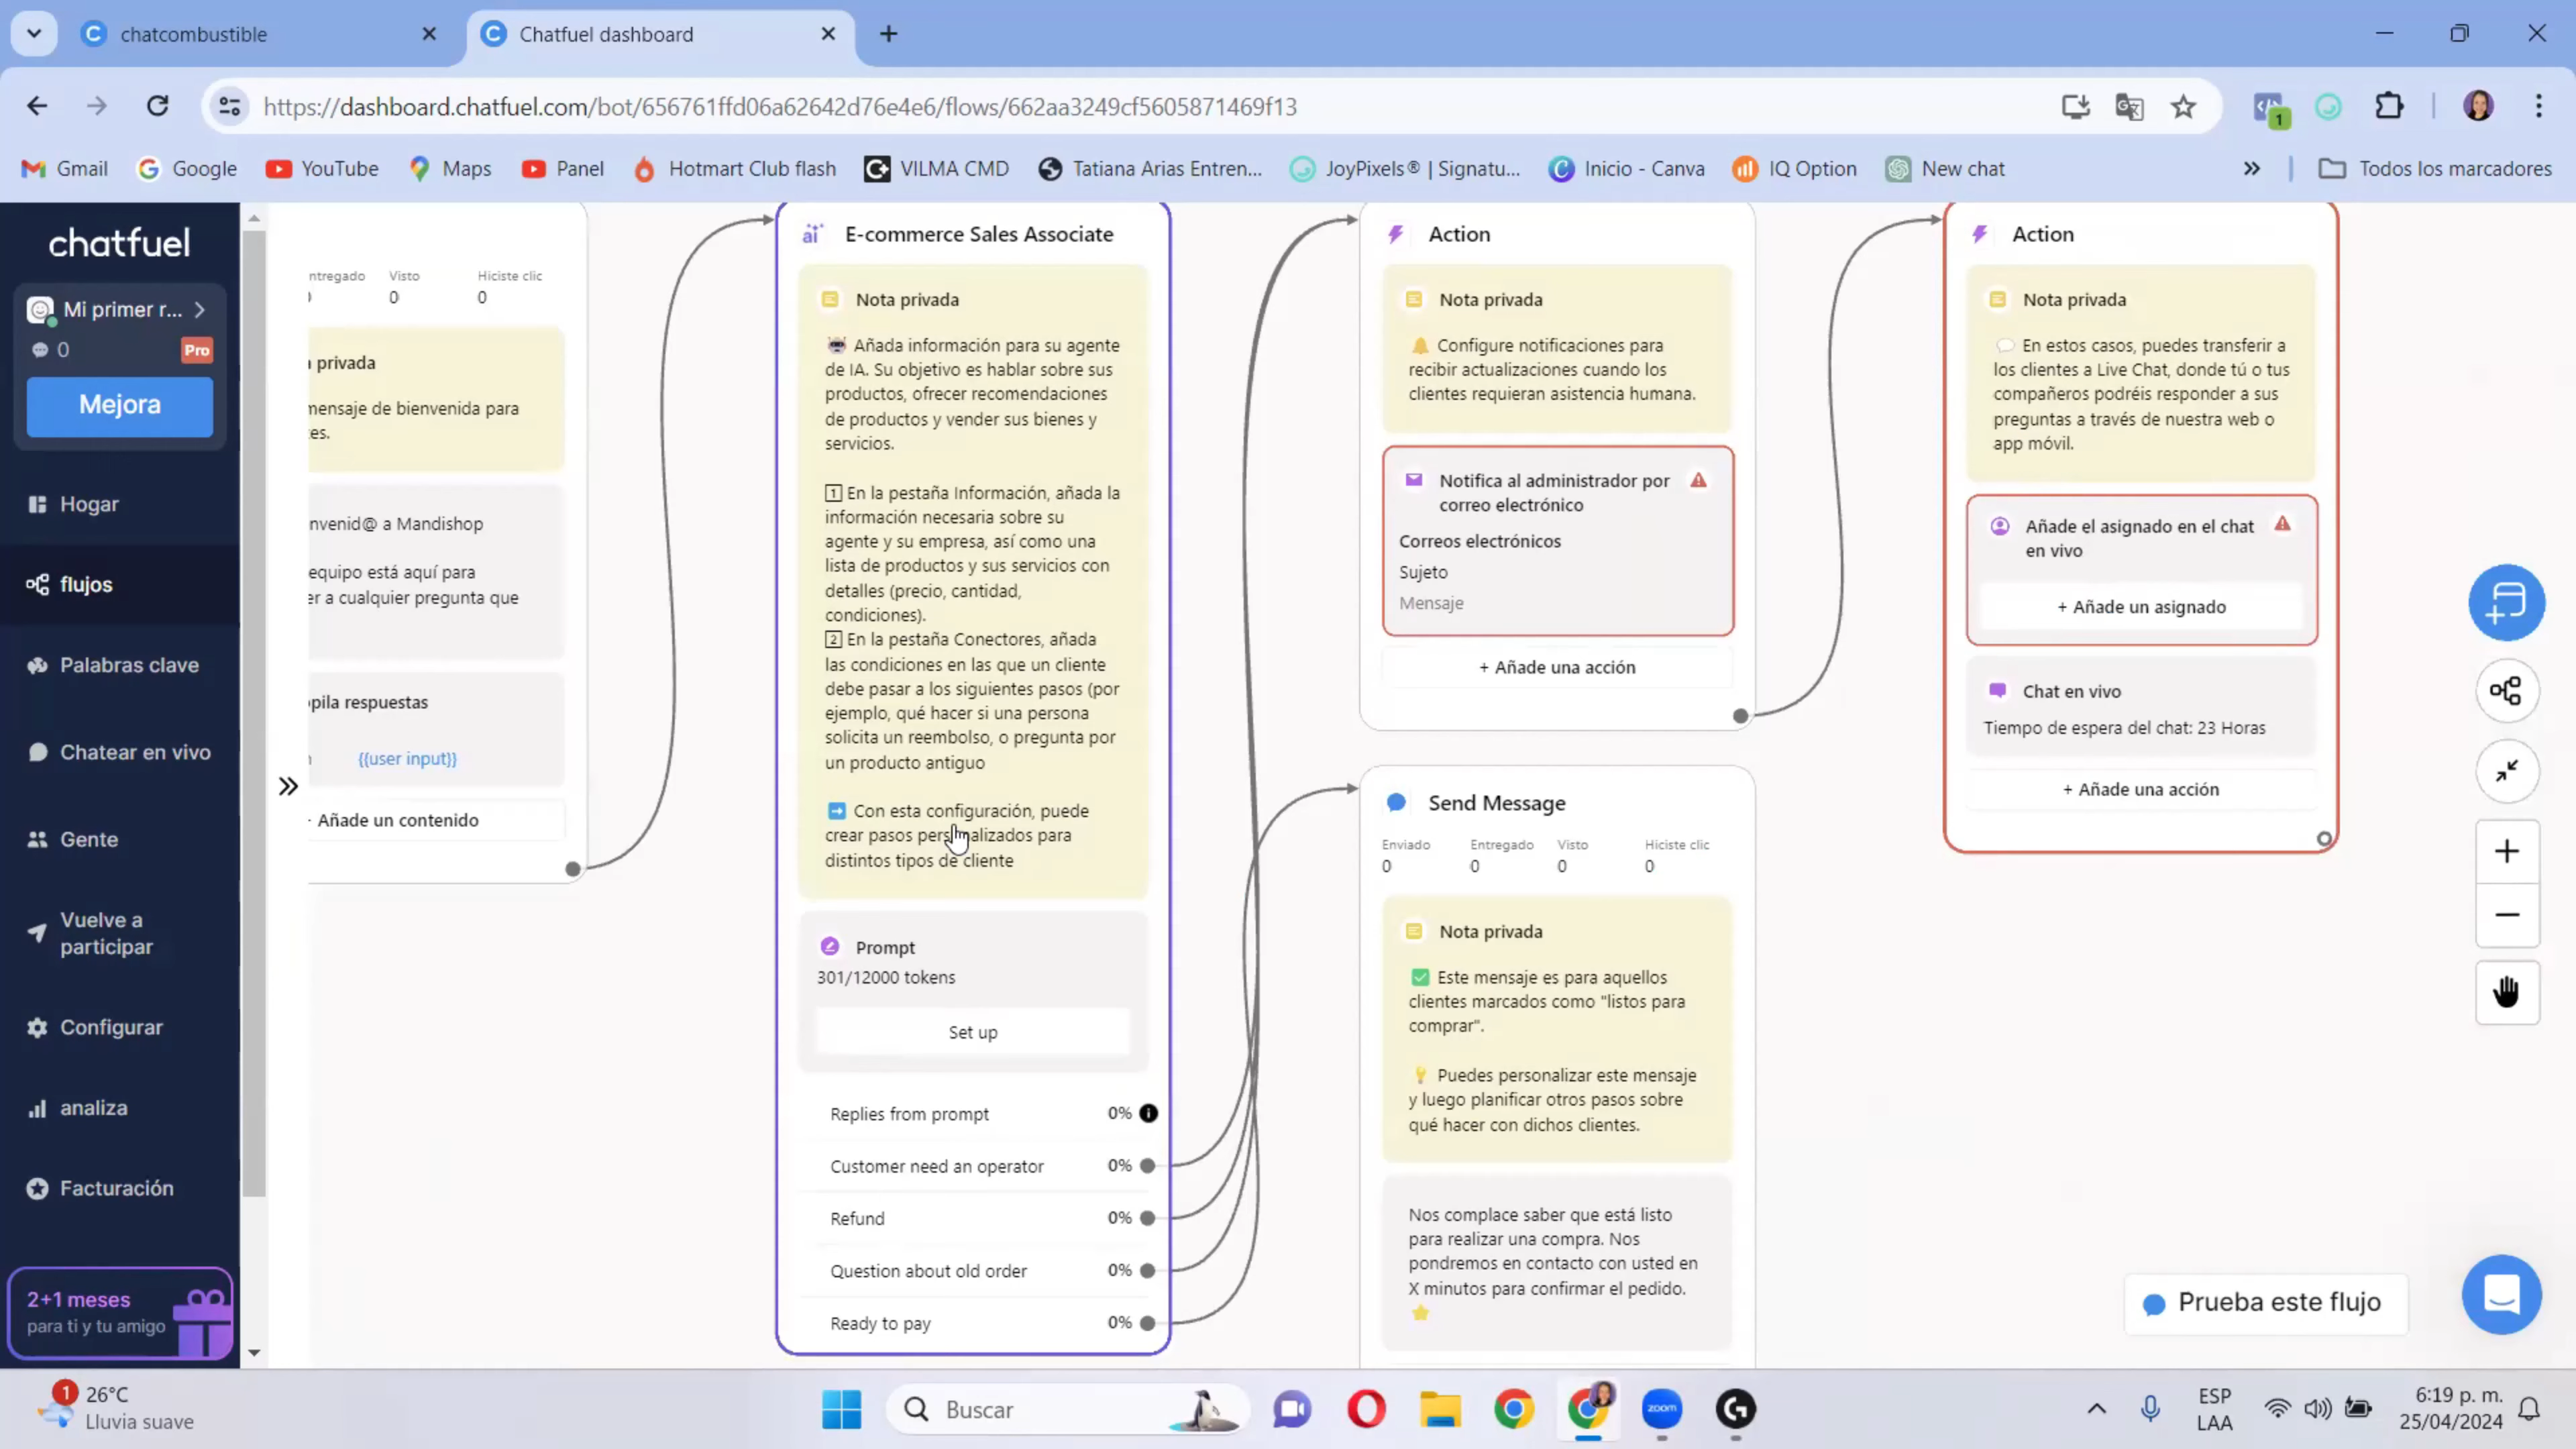 chatcombustible
Chatfuel dashboard
https://dashboard.chatfuel.com/bot/656761ffd06a62642d76e4e6/flows/662aa3249cf5605871469f13
1
Gmail
Google
YouTube
Maps
Panel
Hotmart Club flash
VILMA CMD
Tatiana Arias Entren...
JoyPixels® | Signatu...
Inicio - Canva
IQ Option
New chat
Todos los marcadores
chatfuel
Mi primer r...
0
Pro
Mejora
Hogar
flujos
Palabras clave
Chatear en vivo
Gente
Vuelve a
participar
Configurar
analiza
Facturación
2+1 meses
para ti y tu amigo
ntregado Visto Hiciste clic
0 0
privada
mensaje de bienvenida para
es.
nvenid@ a Mandishop
equipo está aquí para
er a cualquier pregunta que
pila respuestas
{{user input}}
Añade un contenido
E-commerce Sales Associate
Nota privada
Añada información para su agente
de IA. Su objetivo es hablar sobre sus
productos, ofrecer recomendaciones
de productos y vender sus bienes y
servicios.
1 En la pestaña Información, añada la
información necesaria sobre su
agente y su empresa, así como una
lista de productos y sus servicios con
detalles (precio, cantidad,
condiciones).
2 En la pestaña Conectores, añada
las condiciones en las que un cliente
debe pasar a los siguientes pasos (por
ejemplo, qué hacer si una persona
solicita un reembolso, o pregunta por
un producto antiguo
Con esta configuración, puede
crear pasos personalizados para
distintos tipos de cliente
Prompt
301/12000 tokens
Set up
Replies from prompt 0%
Customer need an operator 0%
Refund 0%
Question about old order 0%
Ready to pay 0%
Action
Nota privada
Configure notificaciones para
recibir actualizaciones cuando los
clientes requieran asistencia humana.
Notifica al administrador por
correo electrónico
Correos electrónicos
Sujeto
Mensaje
+ Añade una acción
Send Message
Enviado Entregado Visto Hiciste clic
0 0 0 0
Nota privada
Este mensaje es para aquellos
clientes marcados como "listos para
comprar".
Puedes personalizar este mensaje
y luego planificar otros pasos sobre
qué hacer con dichos clientes.
Nos complace saber que está listo
para realizar una compra. Nos
pondremos en contacto con usted en
X minutos para confirmar el pedido.
Action
Nota privada
En estos casos, puedes transferir a
los clientes a Live Chat, donde tú o tus
compañeros podréis responder a sus
preguntas a través de nuestra web o
app móvil.
Añade el asignado en el chat
en vivo
+ Añade un asignado
Chat en vivo
Tiempo de espera del chat: 23 Horas
+ Añade una acción
Prueba este flujo
1
26°C
Lluvia suave
Buscar
zoom
ESP
LAA
6:19 p. m.
25/04/2024